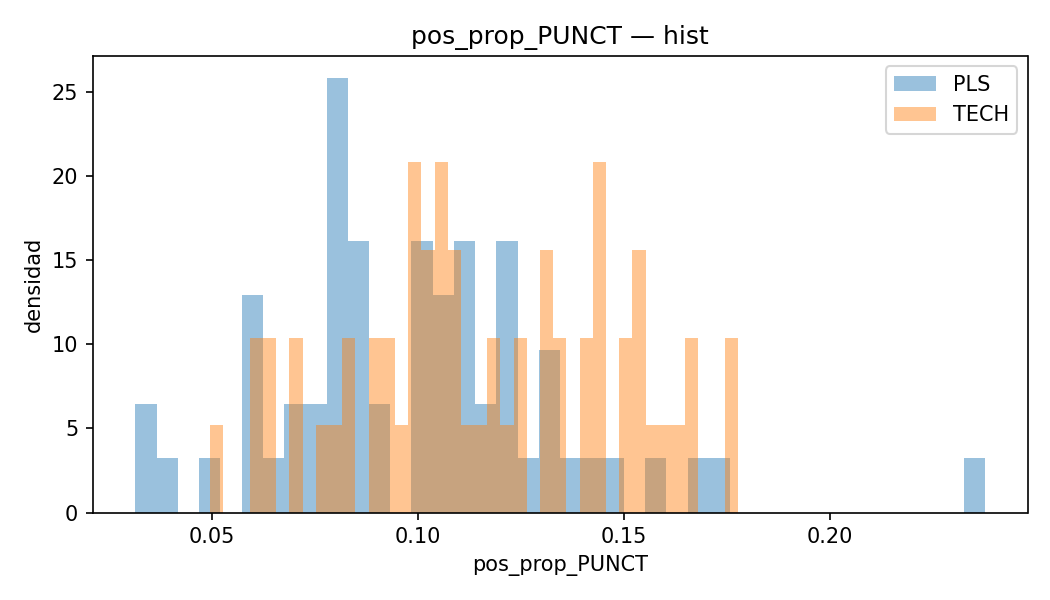 pos_prop_PUNCT — hist
PLS
TECH
densidad
25
20
15
10
5
0
0.05 0.10 0.15 0.20
pos_prop_PUNCT